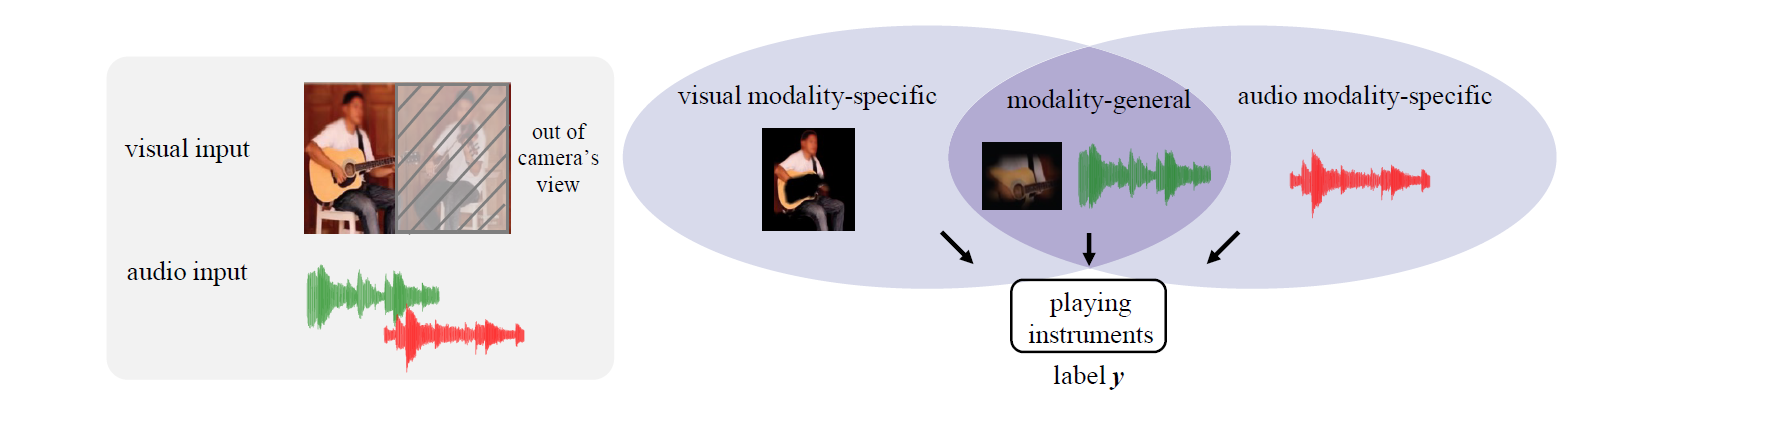 visual input
out of
camera's
view
audio input
visual modality-specific
modality-general
audio modality-specific
playing
instruments
label y